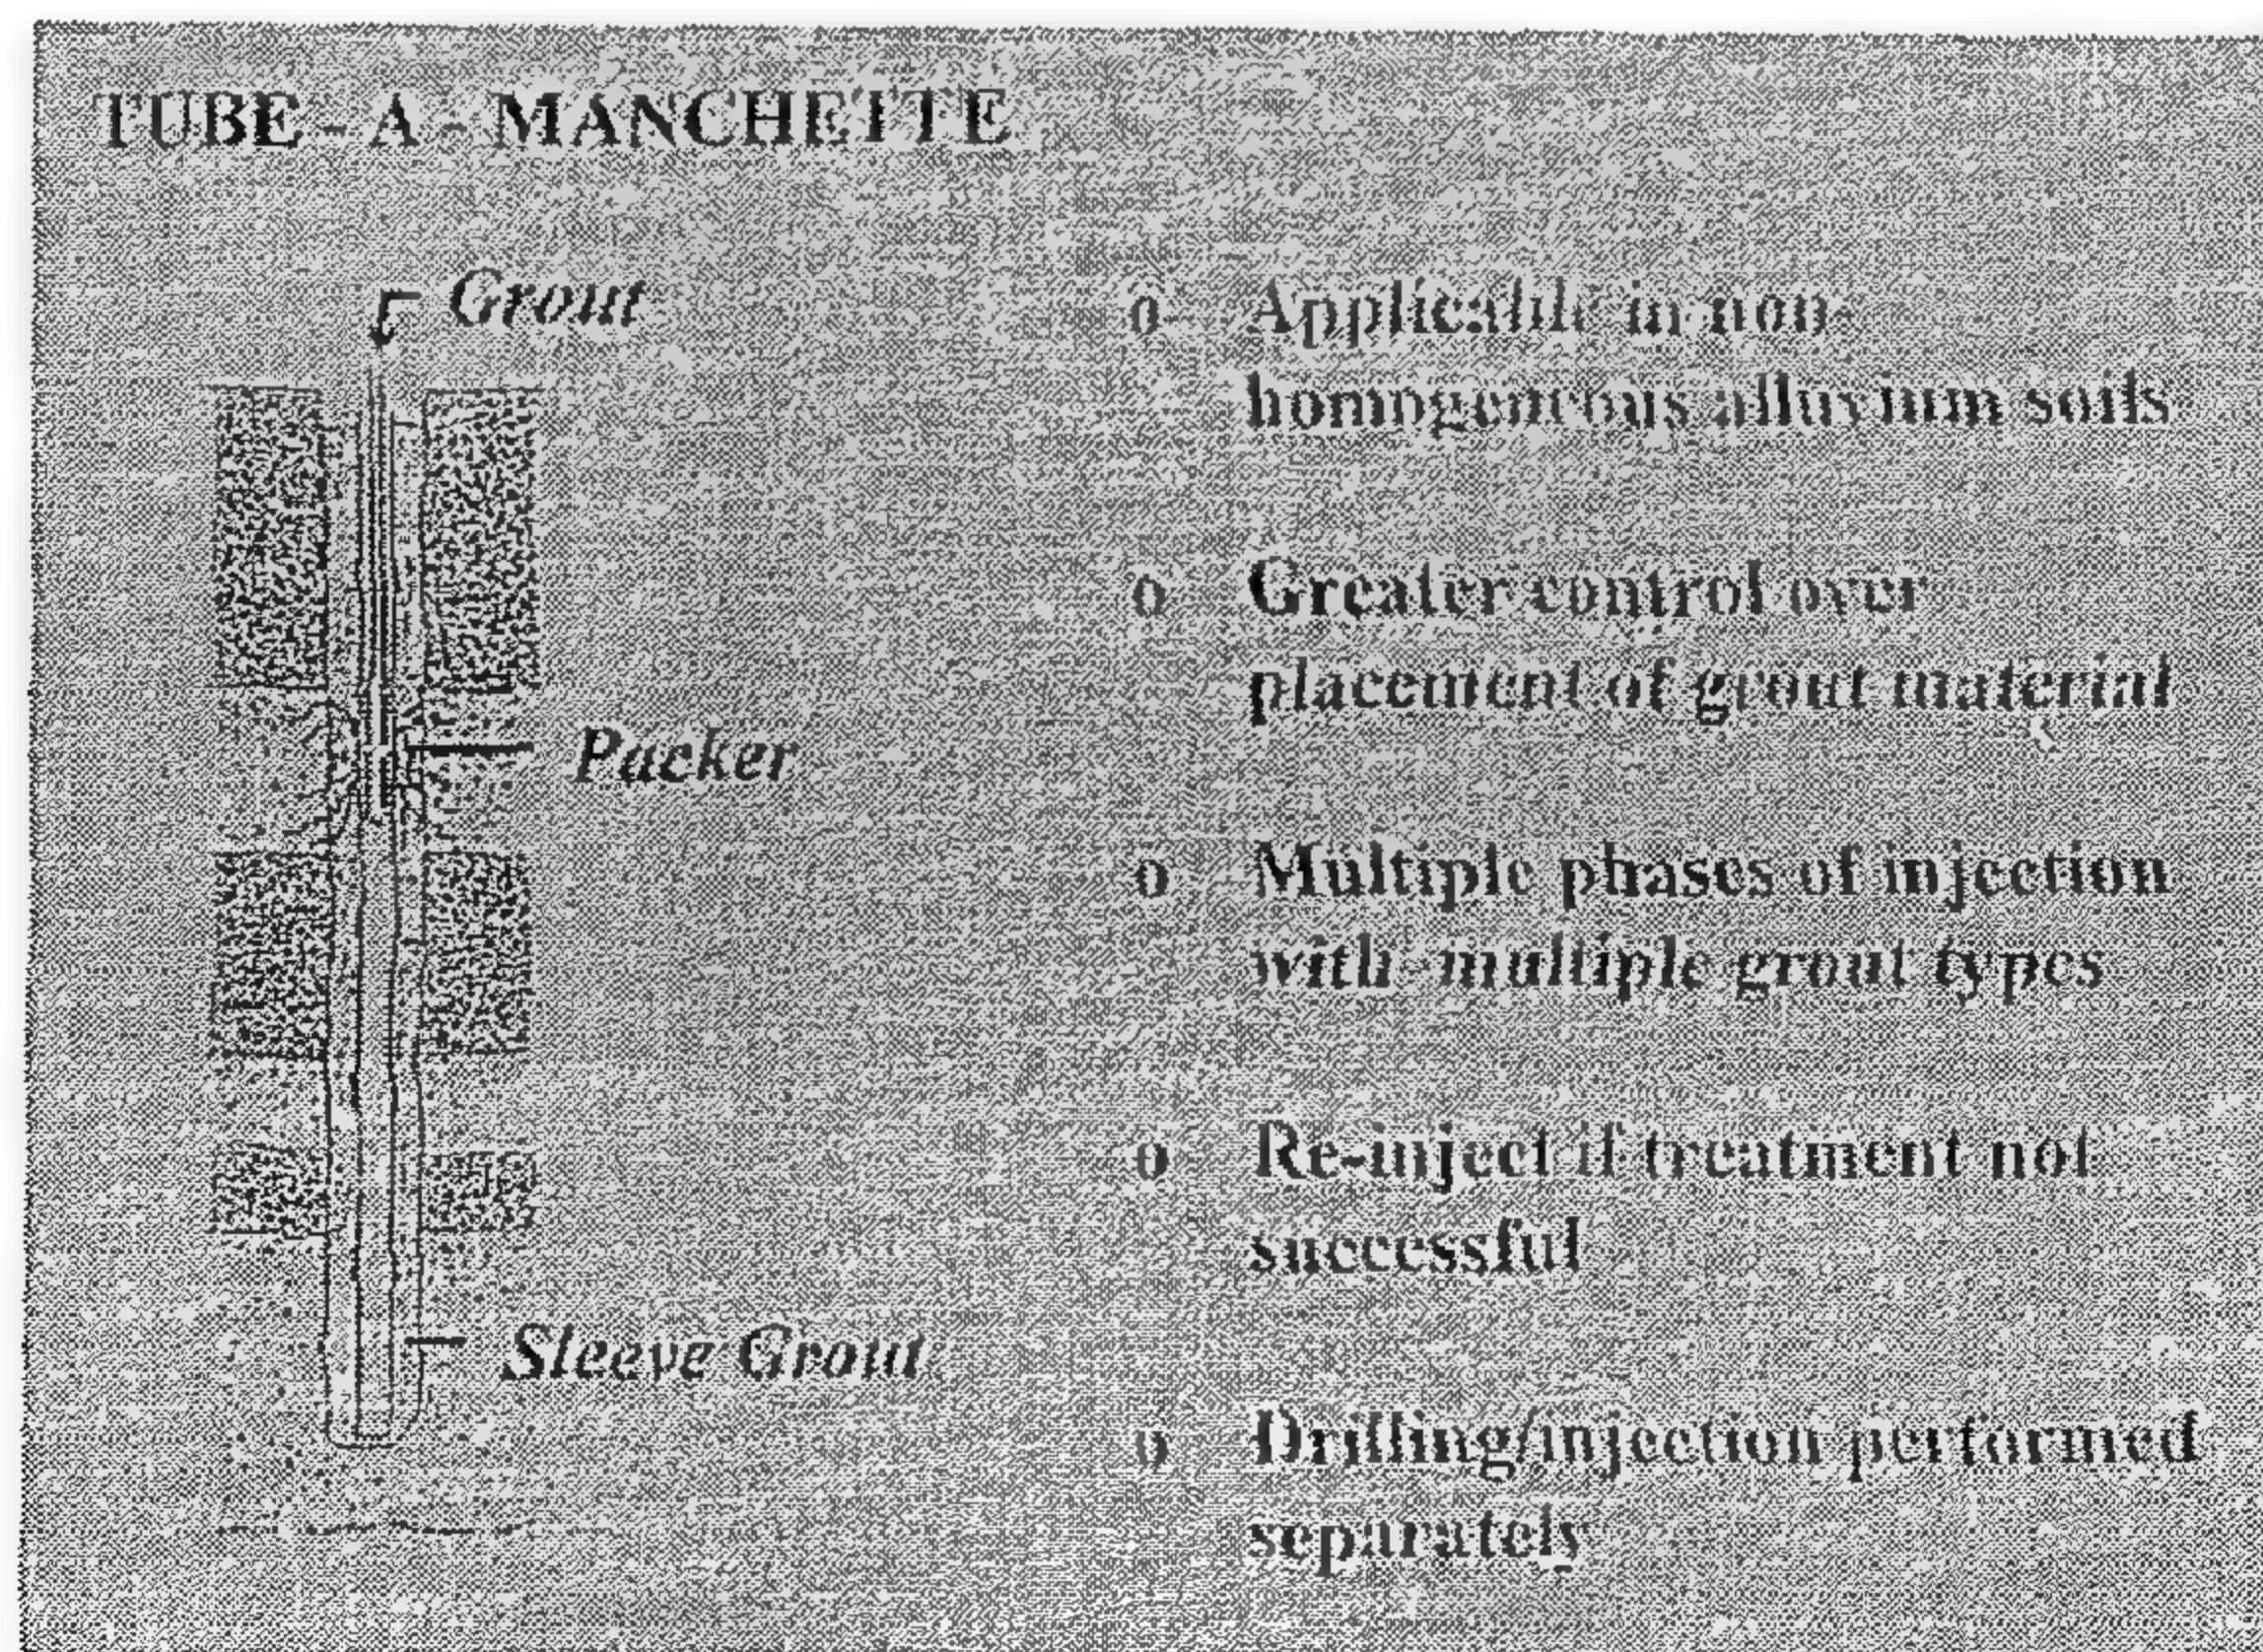 TUBE - A - MANCHETTE
Grout
Packer
Sleeve Grout
o Applicable in non-
homogeneous alluvium soils
o Greater control over
placement of grout material
o Multiple phases of injection
with multiple grout types
o Re-inject if treatment not
successful
o Drilling/injection performed
separately